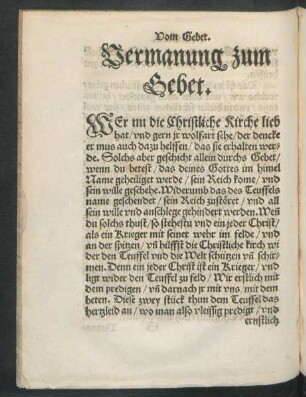 Vom Gebet.
Vermanung zum
Gebet.
WEr nu die Christliche Kirche lieb
hat/ vnd gern jr wolfart sehe/ der dencke
er mus auch dazu helffen/ das sie erhalten wer-
de. Solchs aber geschicht allein durchs Gebet/
wenn du betest/ das deines Gottes im himel
Name geheiliget werde/ sein Reich kome/ vnd
sein wille geschehe. Widerumb das des Teuffels
name geschendet/ sein Reich zustöret/ vnd all
sein wille vnd anschlege gehindert werden. Weñ
du solchs thust/ so stehestu vnd ein jeder Christ/
als ein Krieger mit seiner wehr im felde/ vnd
an der spitzen/ vñ hilffst die Christliche kirch wi
der den Teuffel vnd die Welt schützen vñ schir-
men. Denn ein jeder Christ ist ein Krieger/ vnd
ligt wider den Teuffel zu feld/ Wir erstlich mit
dem predigen/ vñ darnach jr mit vns/ mit dem
beten. Diese zwey stück thun dem Teuffel das
hertzleid an/ wo man also vleissig predigt/ vnd
ernstlich